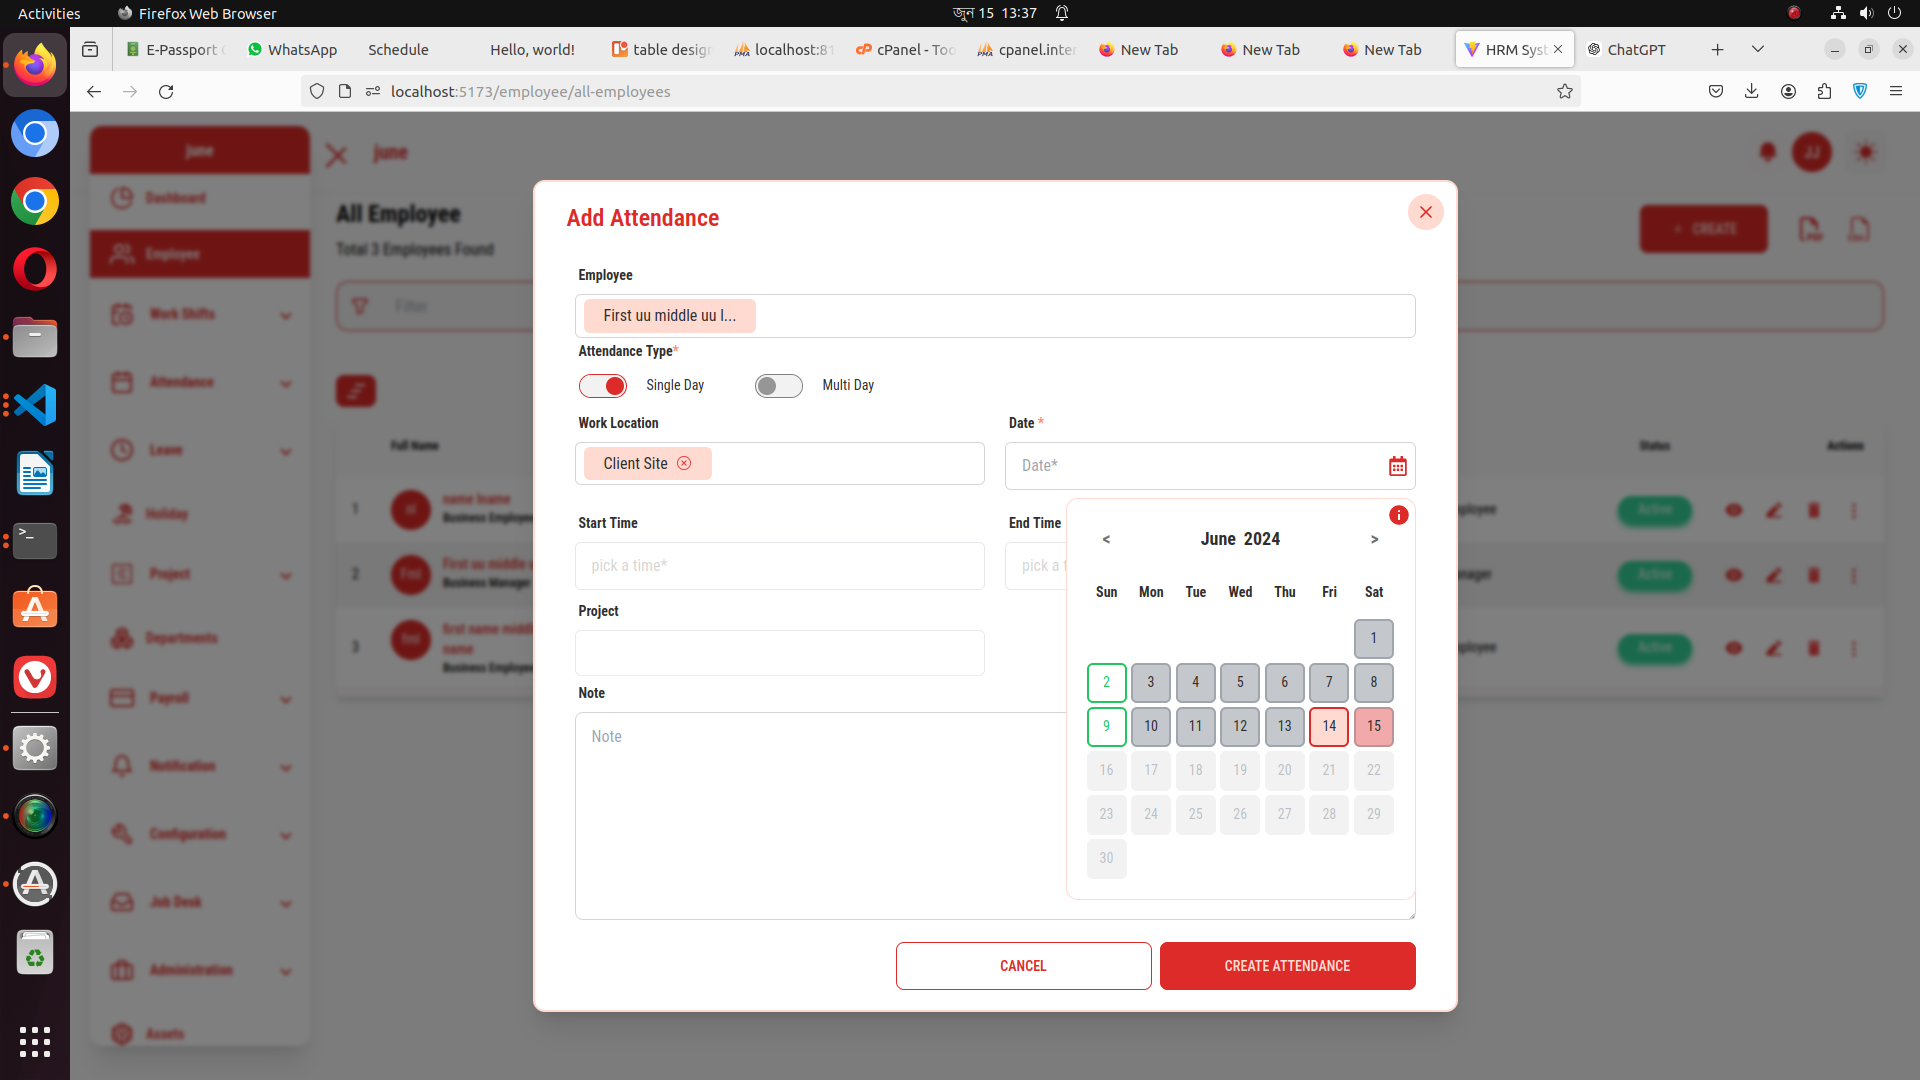 Activities
Firefox Web Browser
জুন 15 13:37
E-Passport
WhatsApp
Schedule
Hello, world!
table desig
localhost:81
cPanel - Too
cpanel.inter
New Tab
New Tab
New Tab
HRM Syst
ChatGPT
localhost:5173/employee/all-employees
june
june
JJ
Dashboard
Employee
Work Shifts
Attendance
Leave
Holiday
Project
Departments
Payroll
Notification
Configuration
Job Desk
Administration
Assets
All Employee
Total 3 Employees Found
CREATE
Filter
Full Name
Status
Actions
1
name lname
Business Employee
Active
2
First uu middle u
Business Manager
Active
3
first name middl
name
Business Employee
Active
Add Attendance
Employee
First uu middle uu l...
Attendance Type*
Single Day
Multi Day
Work Location
Client Site
Date *
Date*
Start Time
pick a time*
End Time
pick a t
Project
Note
Note
< June 2024 >
Sun Mon Tue Wed Thu Fri Sat
1
2 3 4 5 6 7 8
9 10 11 12 13 14 15
16 17 18 19 20 21 22
23 24 25 26 27 28 29
30
CANCEL
CREATE ATTENDANCE